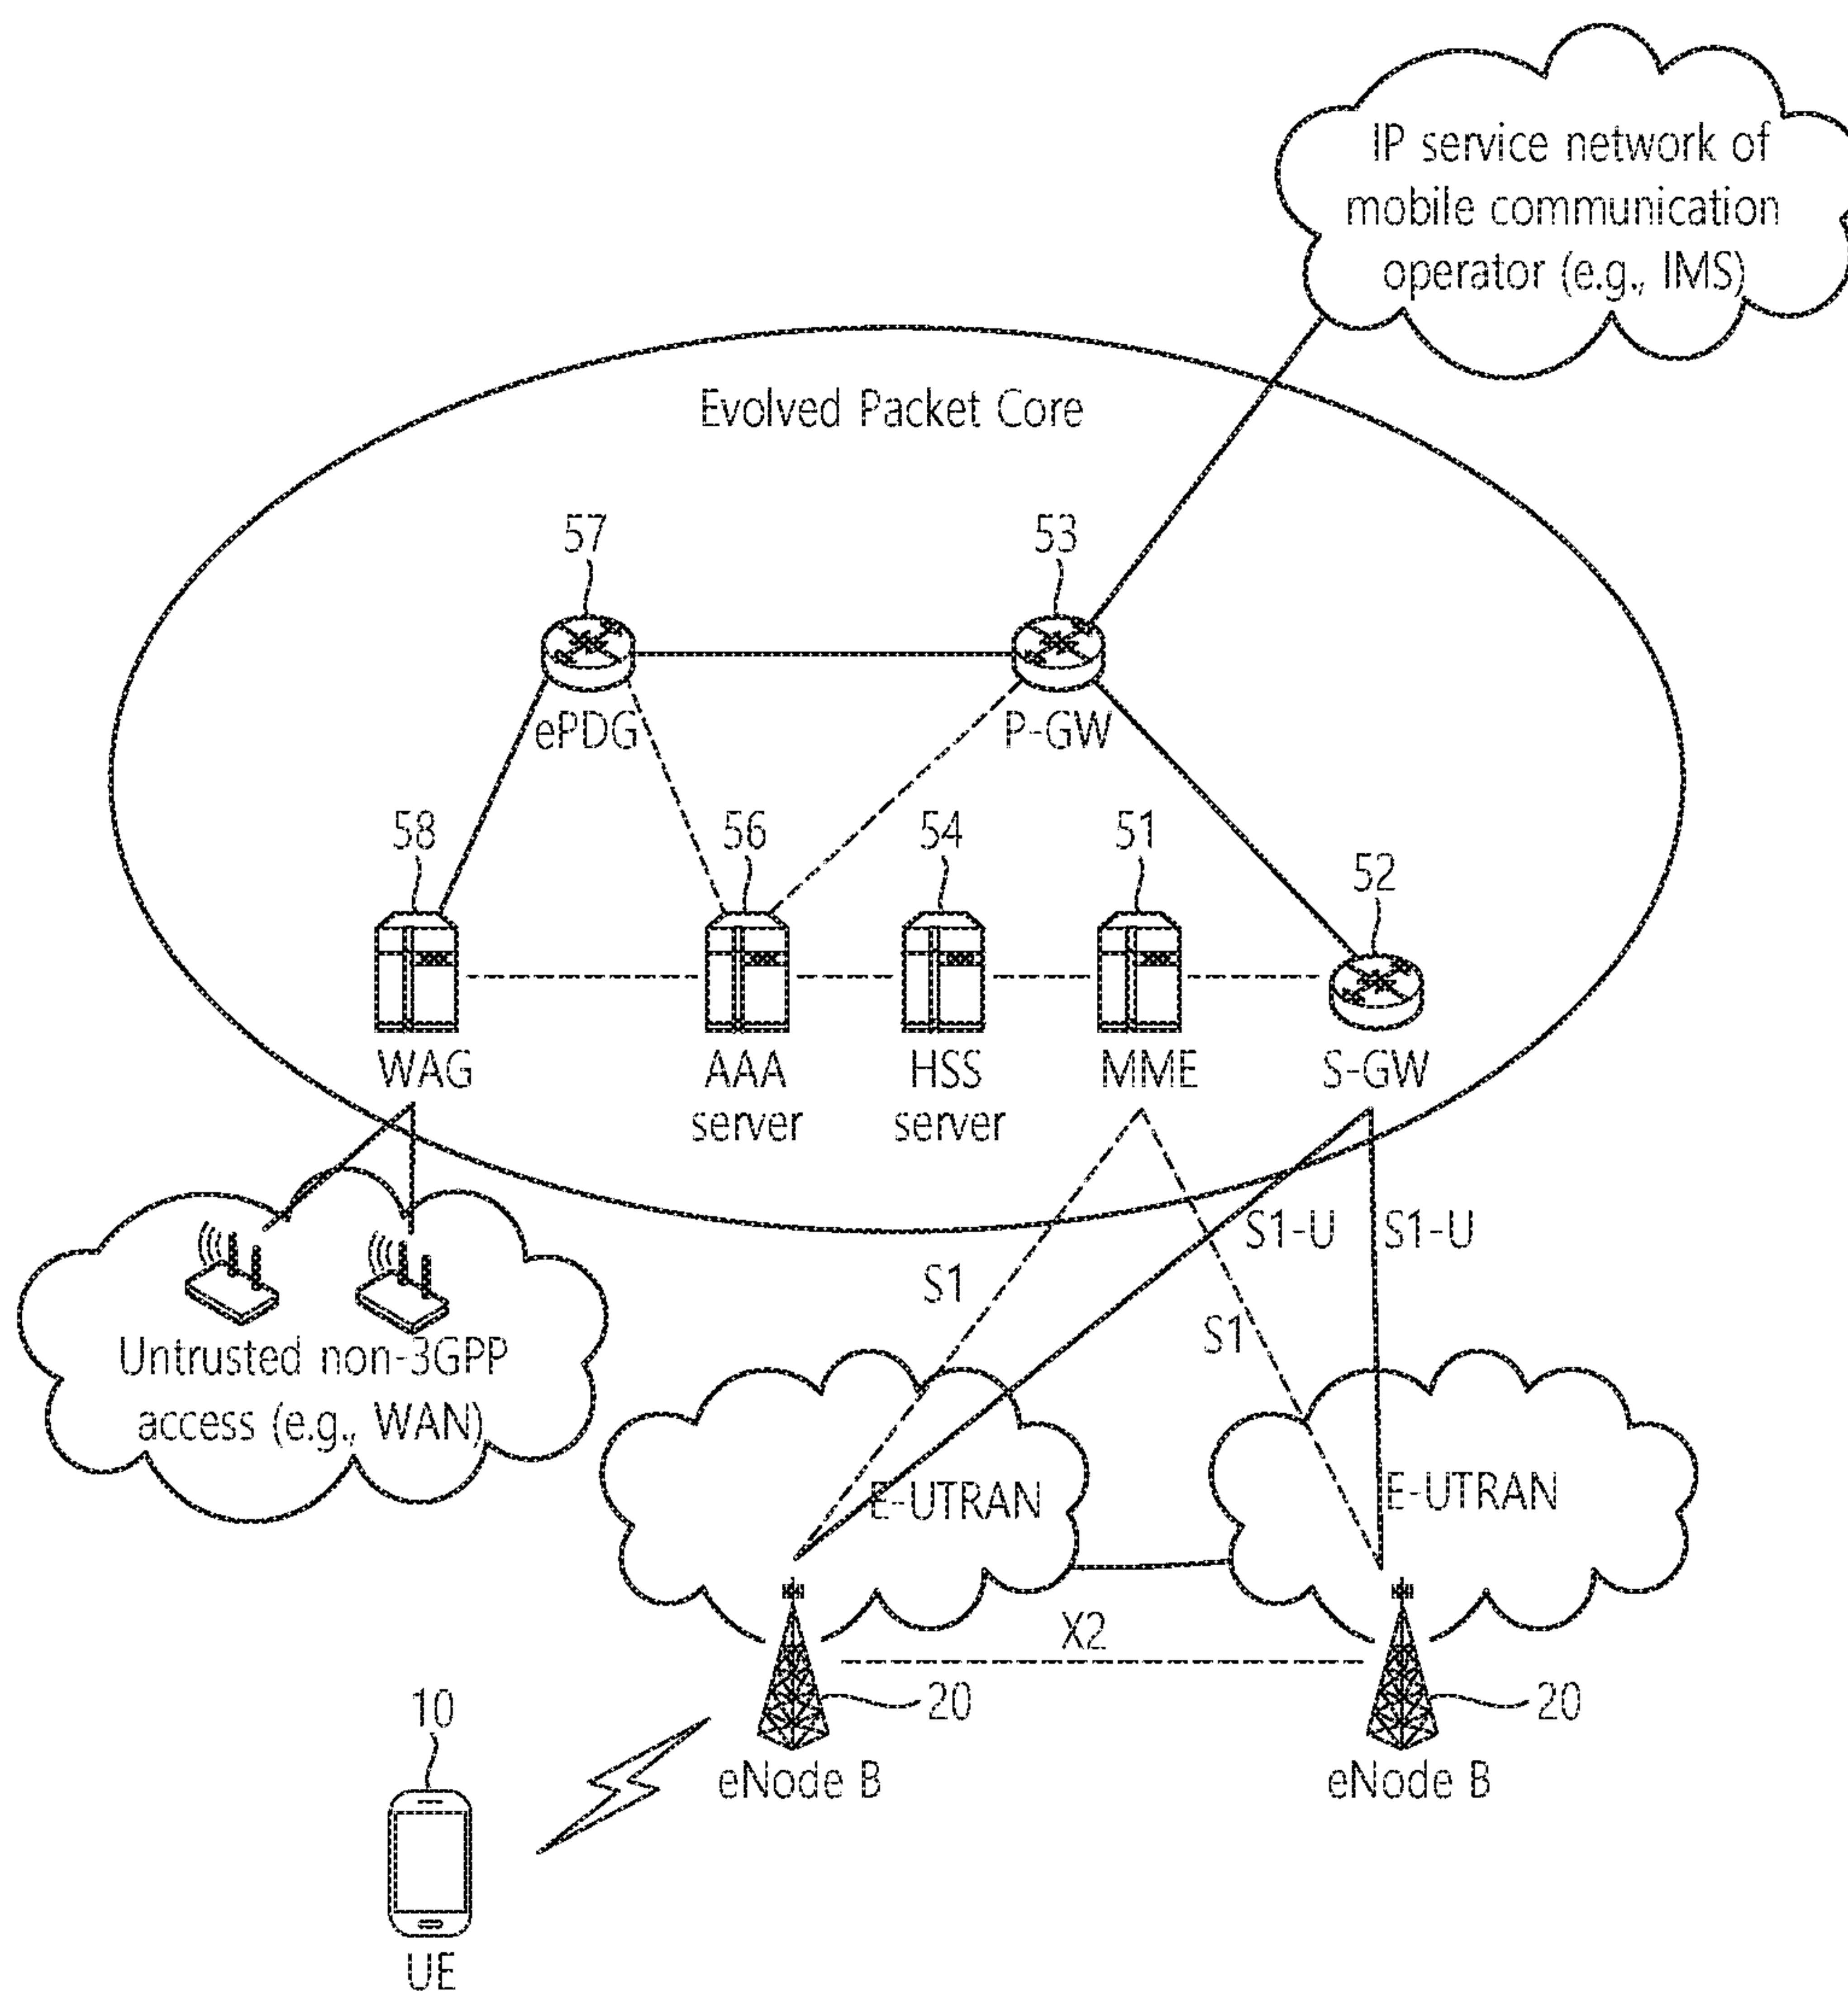 IP service network of
mobile communication
operator (e.g., IMS)
Evolved Packet Core
57
53
ePDG
P-GW
58
56
54
51
52
WAG
AAA
server
HSS
server
MME
S-GW
S1-U
S1-U
S1
S1
Untrusted non-3GPP
access (e.g., WAN)
E-UTRAN
E-UTRAN
X2
20
20
10
eNode B
eNode B
UE